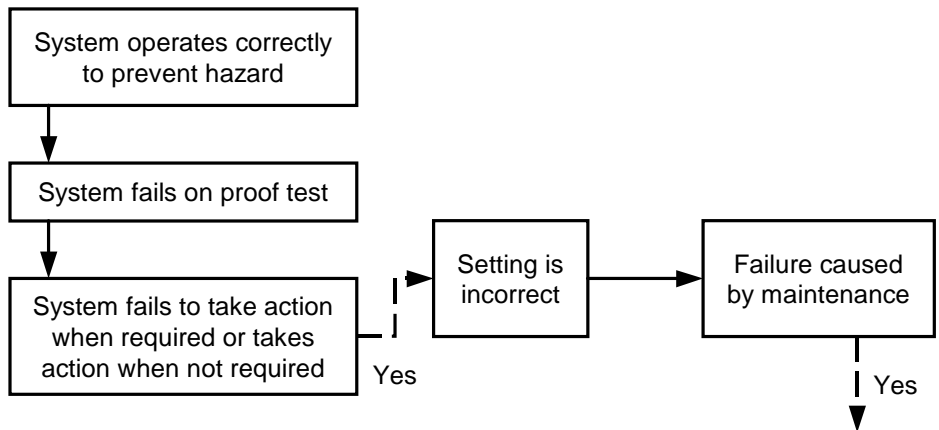 System operates correctly
to prevent hazard
System fails on proof test
System fails to take action
when required or takes
action when not required
Yes
Setting is
incorrect
Failure caused
by maintenance
Yes